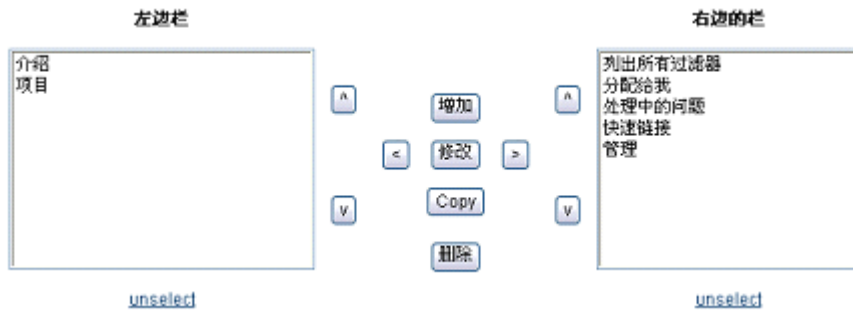 左边栏
右边的栏
介绍
项目
^
v
<
增加
修改
Copy
删除
>
^
v
列出所有过滤器
分配给我
处理中的问题
快速链接
管理
unselect
unselect